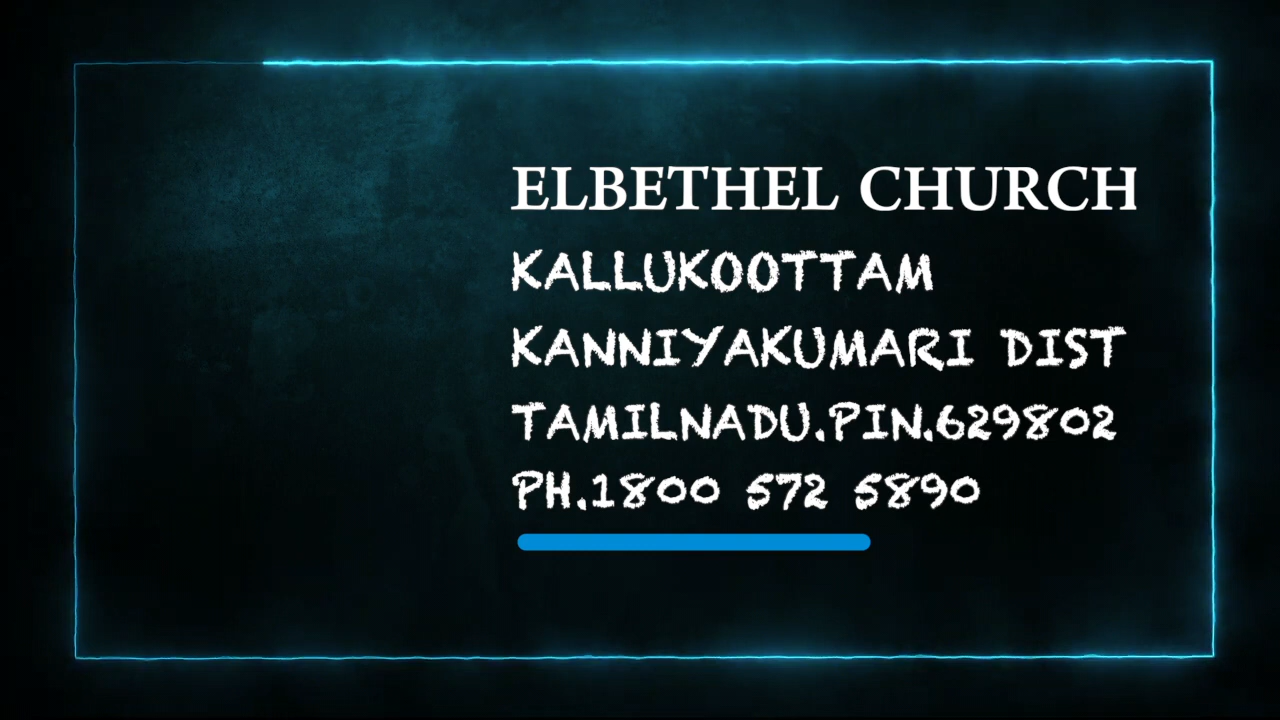 ELBETHEL CHURCH
KALLUKOOTTAM
KANNIYAKUMARI DIST
TAMILNADU.PIN.629802
PH.1800 572 5890